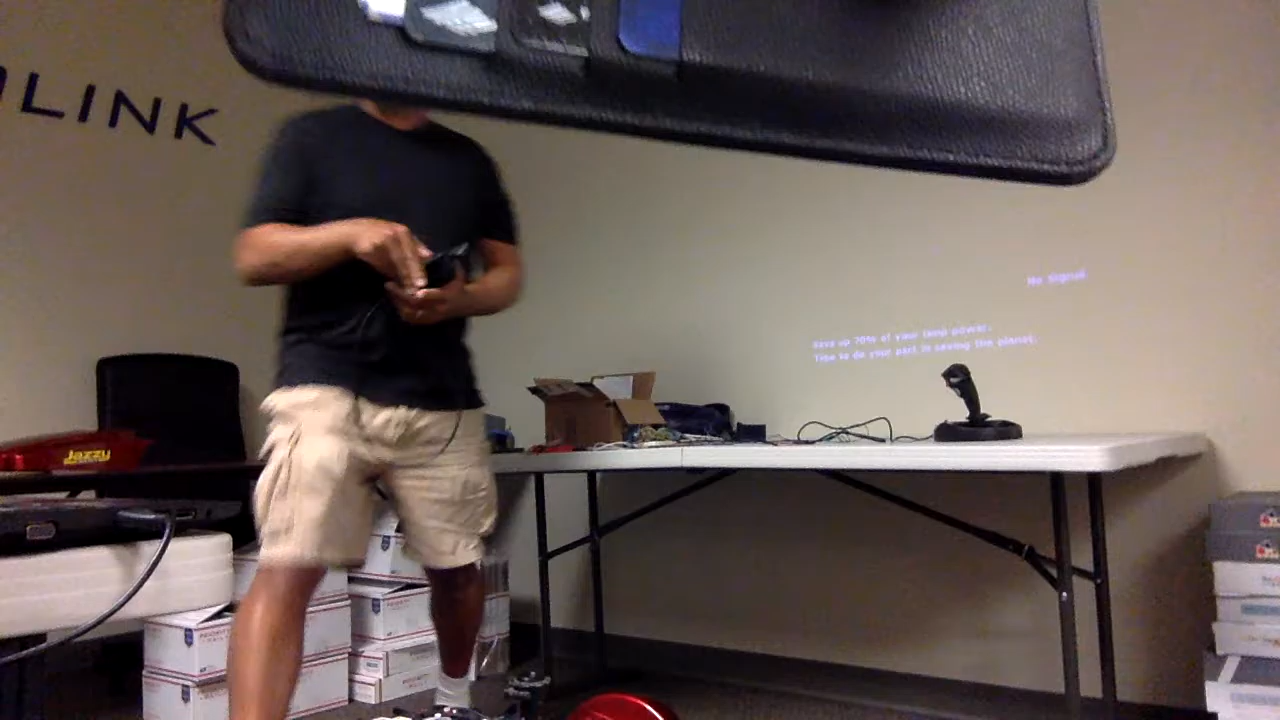 LINK
No Signal
Save up 70% of your lamp power.
Time to do your part in saving the planet.
Jazzy
PRIORITY